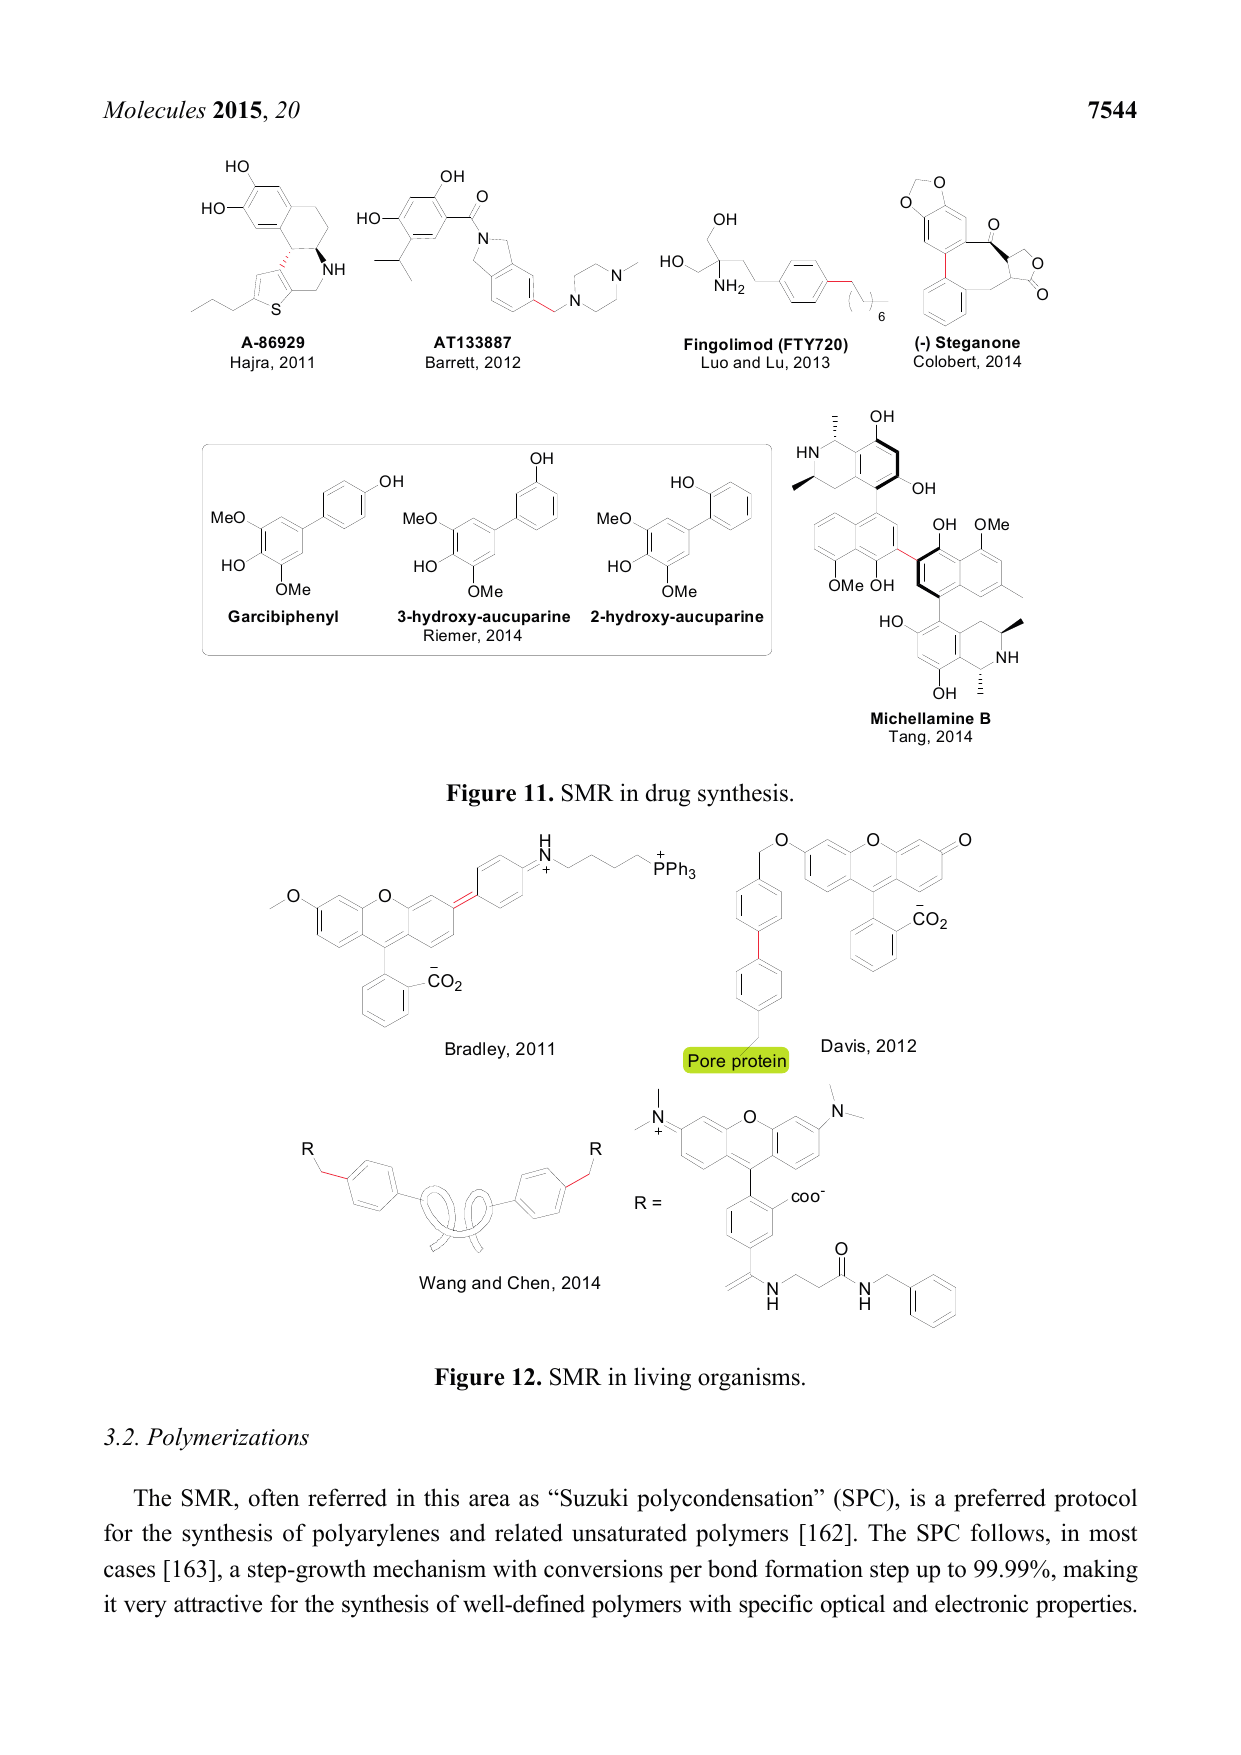 Molecules 2015, 20 7544
HO
HO
NH
S
A-86929
Hajra, 2011
OH
O
HO
N
N
N
AT133887
Barrett, 2012
OH
HO
NH2
6
Fingolimod (FTY720)
Luo and Lu, 2013
O
O
O
O
O
(-) Steganone
Colobert, 2014
OH
MeO
HO
OMe
Garcibiphenyl
OH
MeO
HO
OMe
3-hydroxy-aucuparine
Riemer, 2014
HO
MeO
HO
OMe
2-hydroxy-aucuparine
OH
HN
OH
OH OMe
OMe OH
HO
NH
OH
Michellamine B
Tang, 2014
Figure 11. SMR in drug synthesis.
H
N
+
+
PPh3
O
O
−
CO2
Bradley, 2011
O
O
O
−
CO2
Pore protein
Davis, 2012
R
R
Wang and Chen, 2014
N
+
O
N
R =
coo-
O
N
H
N
H
Figure 12. SMR in living organisms.
3.2. Polymerizations
The SMR, often referred in this area as “Suzuki polycondensation” (SPC), is a preferred protocol
for the synthesis of polyarylenes and related unsaturated polymers [162]. The SPC follows, in most
cases [163], a step-growth mechanism with conversions per bond formation step up to 99.99%, making
it very attractive for the synthesis of well-defined polymers with specific optical and electronic properties.